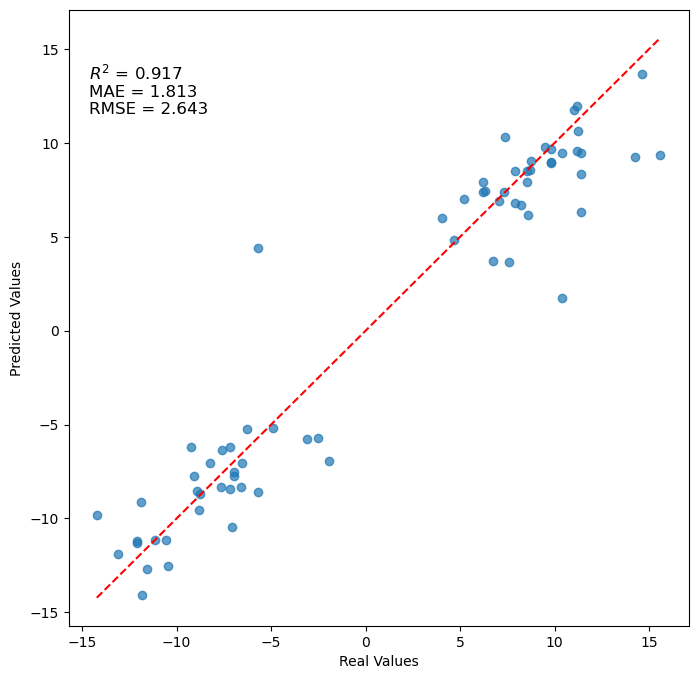 R² = 0.917
MAE = 1.813
RMSE = 2.643
Predicted Values
15
10
5
0
−5
−10
−15
−15
−10
−5
0
5
10
15
Real Values